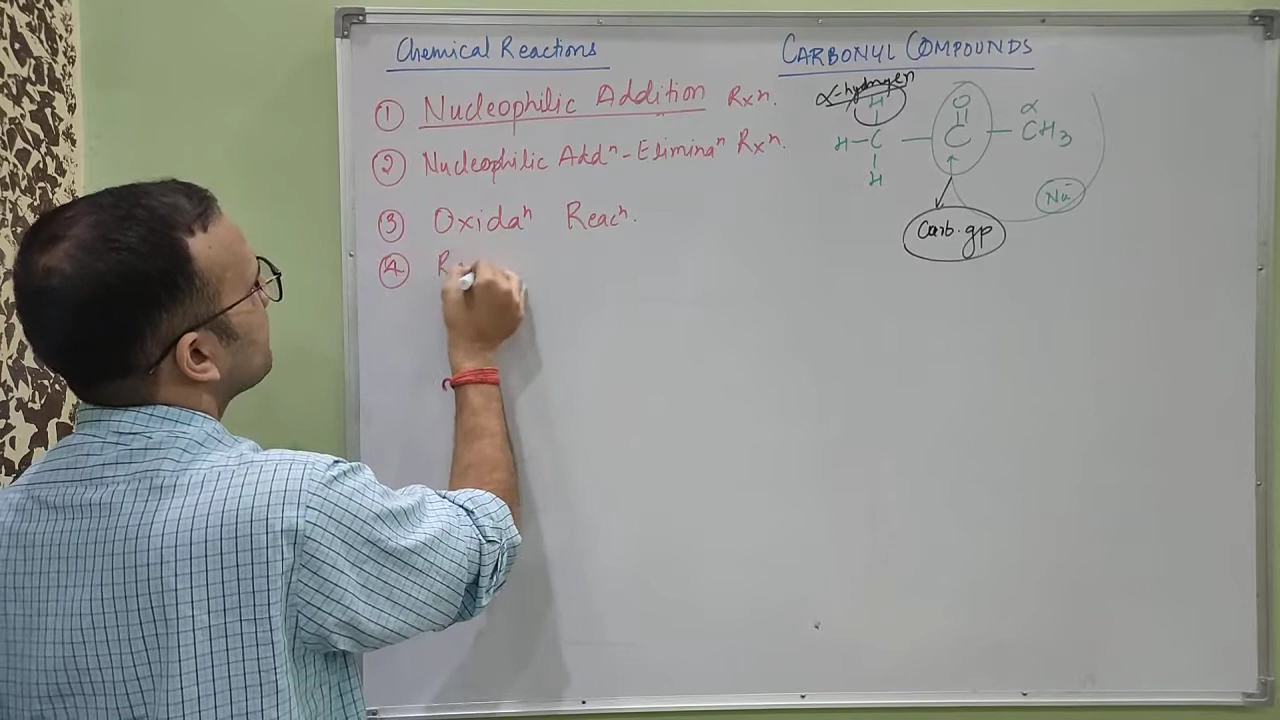 Chemical Reactions
① Nucleophilic Addition Rxn.
② Nucleophilic Addⁿ-Eliminaⁿ Rxⁿ.
③ Oxidaⁿ Reacⁿ.
④ R
CARBONYL COMPOUNDS
α-hydrogen
H O α
H-C-C-CH3
H
Nu⁻
Carb. gp